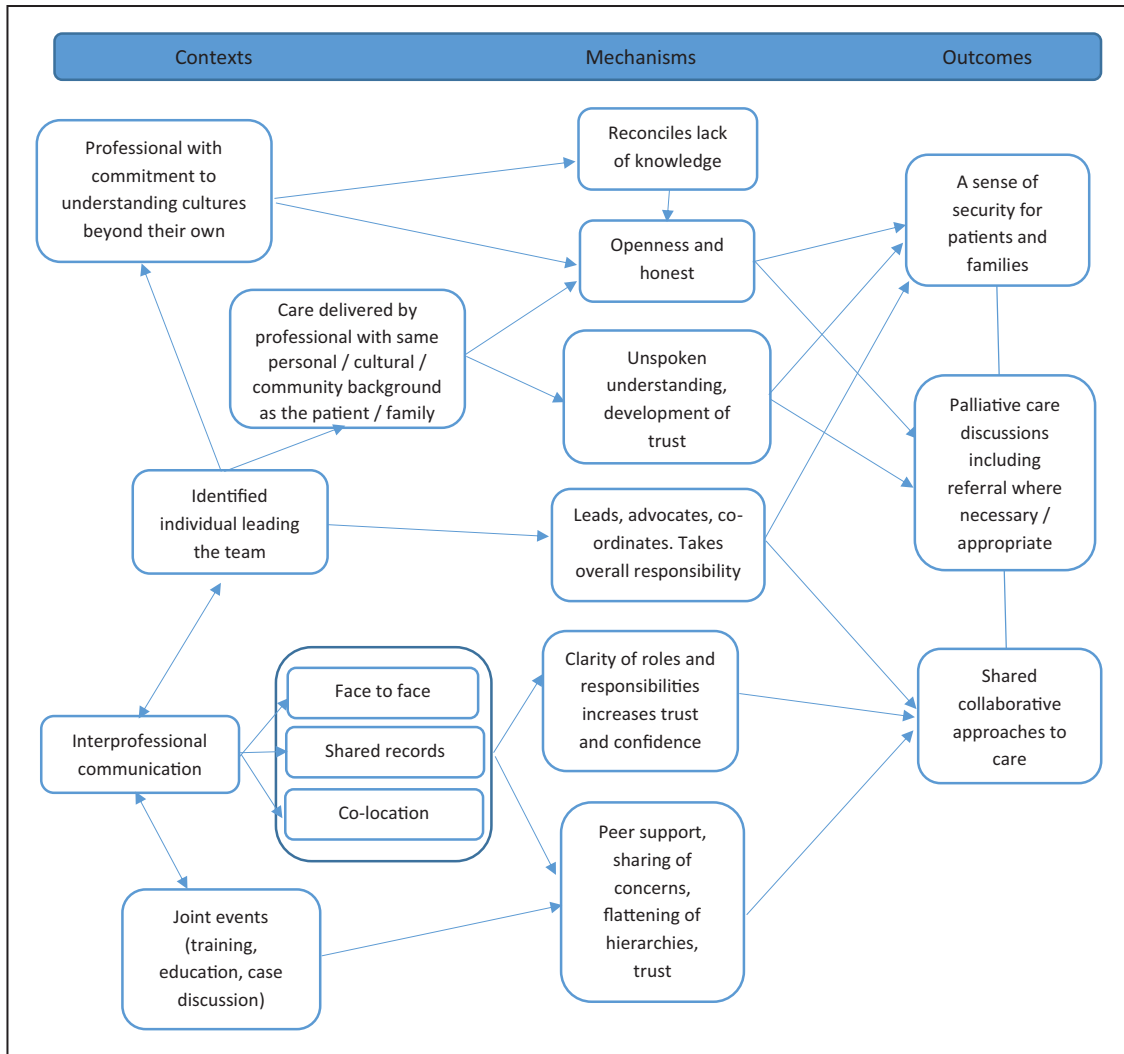 Contexts
Mechanisms
Outcomes
Professional with
commitment to
understanding cultures
beyond their own
Reconciles lack
of knowledge
A sense of
security for
patients and
families
Openness and
honest
Care delivered by
professional with same
personal / cultural /
community background
as the patient / family
Unspoken
understanding,
development of
trust
Palliative care
discussions
including
referral where
necessary /
appropriate
Identified
individual leading
the team
Leads, advocates, co-
ordinates. Takes
overall responsibility
Clarity of roles and
responsibilities
increases trust
and confidence
Shared
collaborative
approaches to
care
Face to face
Shared records
Co-location
Interprofessional
communication
Peer support,
sharing of
concerns,
flattening of
hierarchies,
trust
Joint events
(training,
education, case
discussion)